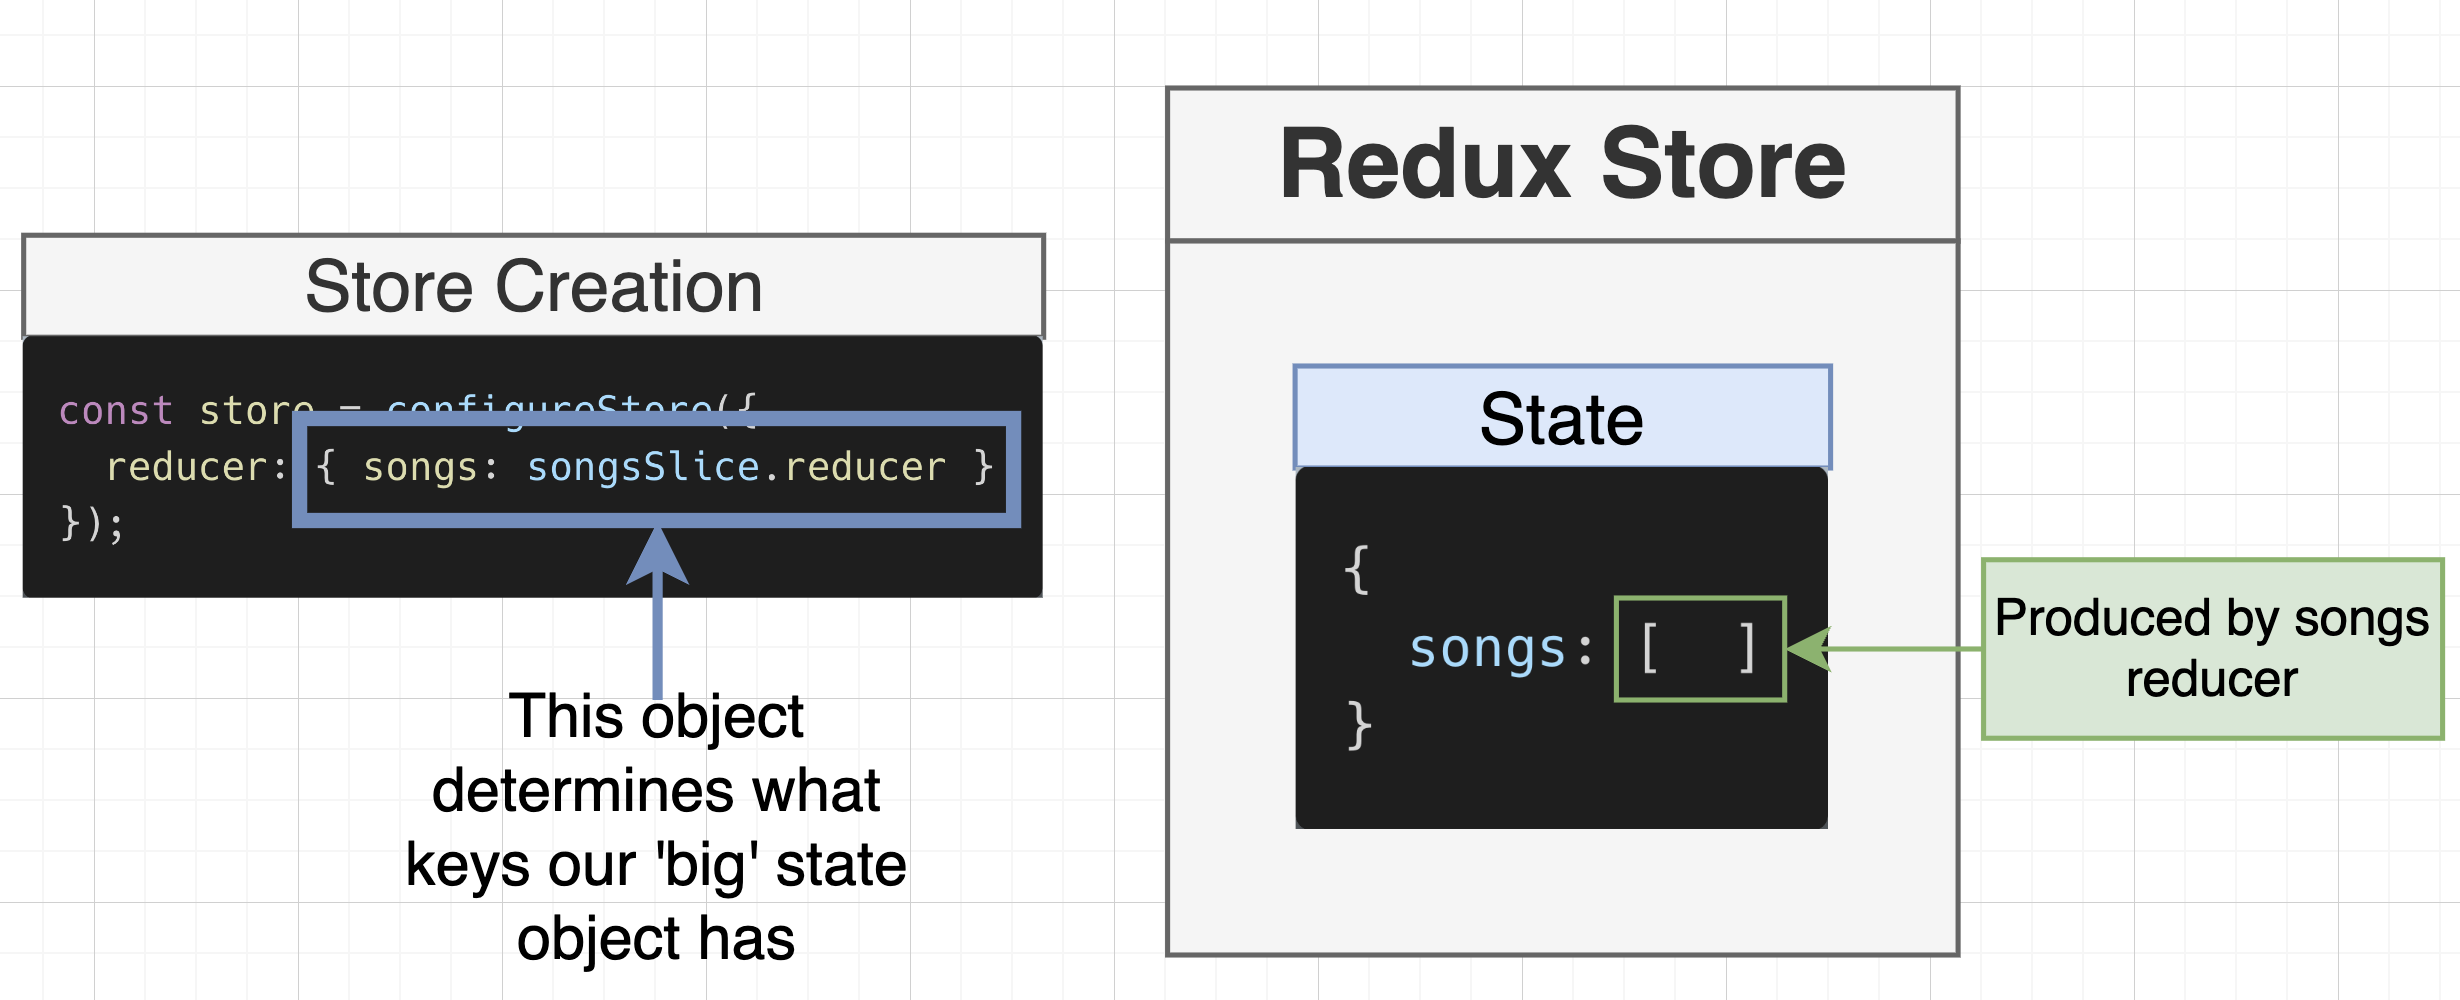 Redux Store
Store Creation
const store = configureStore({
reducer: { songs: songsSlice.reducer }
});
This object
determines what
keys our 'big' state
object has
State
{
songs: [ ]
}
Produced by songs
reducer